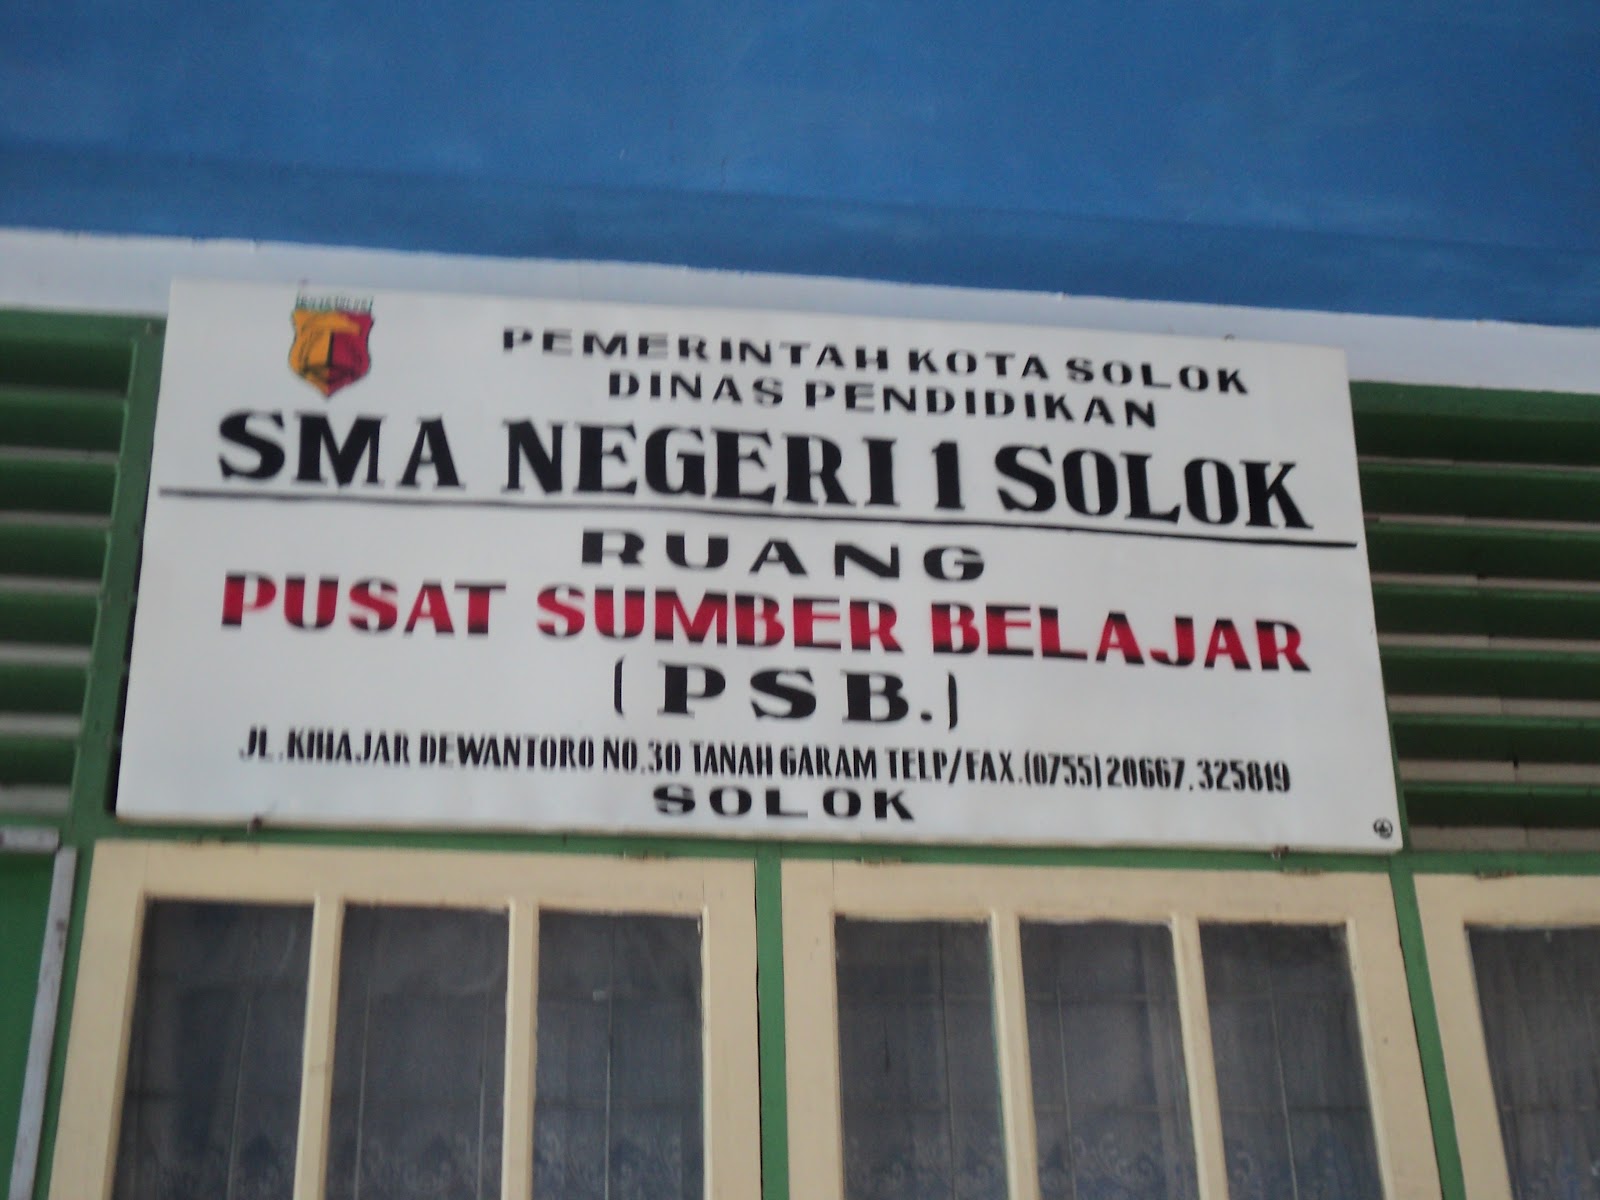 PEMERINTAH KOTA SOLOK
DINAS PENDIDIKAN
SMA NEGERI 1 SOLOK
RUANG
PUSAT SUMBER BELAJAR
(PSB.)
JL.KIHAJAR DEWANTORO NO.30 TANAH GARAM TELP/FAX.(0755)20667.325819
SOLOK